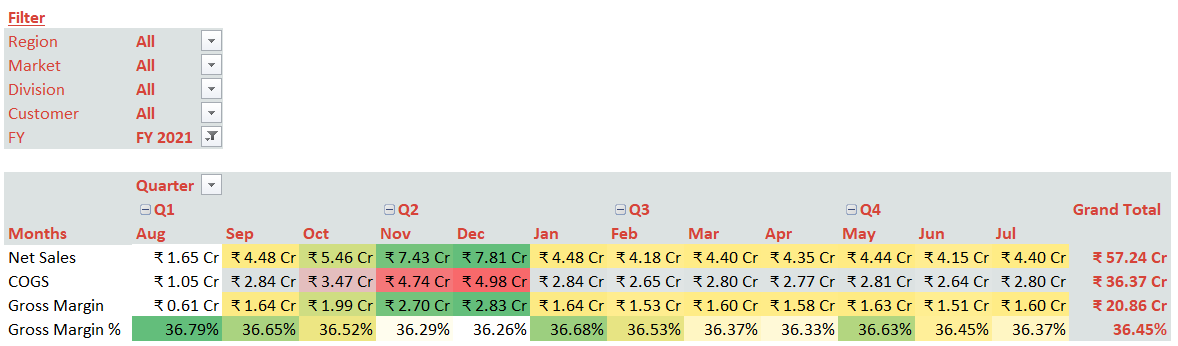 Filter
Region All
Market All
Division All
Customer All
FY FY 2021
Quarter
Q1 Q2 Q3 Q4 Grand Total
Months Aug Sep Oct Nov Dec Jan Feb Mar Apr May Jun Jul
Net Sales ₹ 1.65 Cr ₹ 4.48 Cr ₹ 5.46 Cr ₹ 7.43 Cr ₹ 7.81 Cr ₹ 4.48 Cr ₹ 4.18 Cr ₹ 4.40 Cr ₹ 4.35 Cr ₹ 4.44 Cr ₹ 4.15 Cr ₹ 4.40 Cr ₹ 57.24 Cr
COGS ₹ 1.05 Cr ₹ 2.84 Cr ₹ 3.47 Cr ₹ 4.74 Cr ₹ 4.98 Cr ₹ 2.84 Cr ₹ 2.65 Cr ₹ 2.80 Cr ₹ 2.77 Cr ₹ 2.81 Cr ₹ 2.64 Cr ₹ 2.80 Cr ₹ 36.37 Cr
Gross Margin ₹ 0.61 Cr ₹ 1.64 Cr ₹ 1.99 Cr ₹ 2.70 Cr ₹ 2.83 Cr ₹ 1.64 Cr ₹ 1.53 Cr ₹ 1.60 Cr ₹ 1.58 Cr ₹ 1.63 Cr ₹ 1.51 Cr ₹ 1.60 Cr ₹ 20.86 Cr
Gross Margin % 36.79% 36.65% 36.52% 36.29% 36.26% 36.68% 36.53% 36.37% 36.33% 36.63% 36.45% 36.37% 36.45%